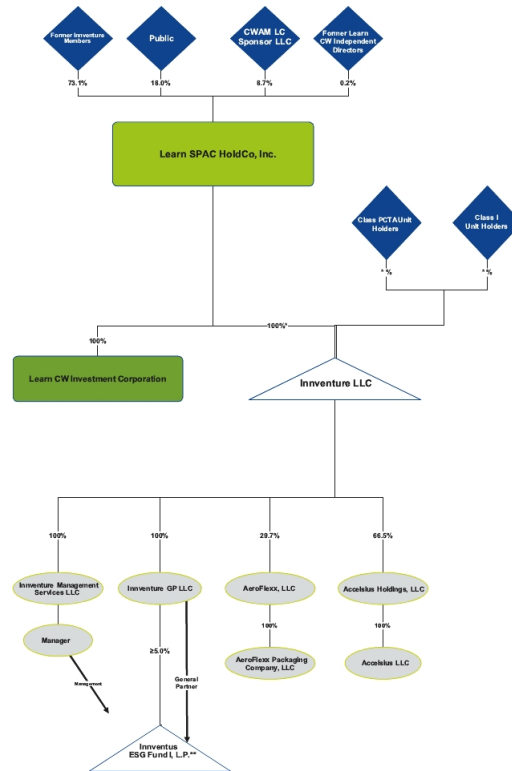 Former Innventure
Members
Public
CWAM LC
Sponsor LLC
Former Learn
CW Independent
Directors
73.1%
18.0%
8.7%
0.2%
Learn SPAC HoldCo, Inc.
Class PCTA Unit
Holders
Class I
Unit Holders
* %
* %
100%*
100%
Learn CW Investment Corporation
Innventure LLC
100%
100%
29.7%
66.5%
Innventure Management
Services LLC
Innventure GP LLC
AeroFlexx, LLC
Accelsius Holdings, LLC
100%
100%
Manager
≥5.0%
AeroFlexx Packaging
Company, LLC
Accelsius LLC
Management
General
Partner
Innventus
ESG Fund I, L.P.**